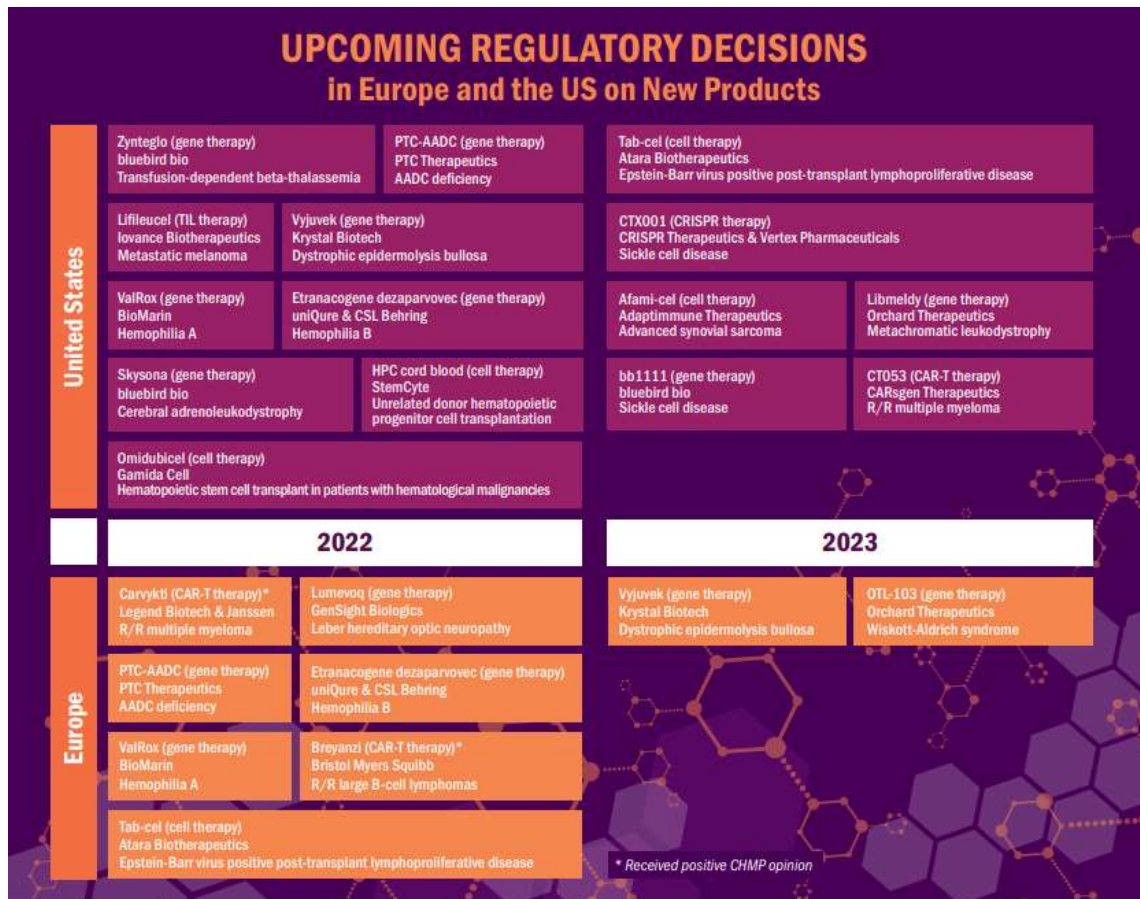 UPCOMING REGULATORY DECISIONS
in Europe and the US on New Products
United States
Zynteglo (gene therapy)
bluebird bio
Transfusion-dependent beta-thalassemia
PTC-AADC (gene therapy)
PTC Therapeutics
AADC deficiency
Lifileucel (TIL therapy)
Iovance Biotherapeutics
Metastatic melanoma
Vyjuvek (gene therapy)
Krystal Biotech
Dystrophic epidermolysis bullosa
ValRox (gene therapy)
BioMarin
Hemophilia A
Etranacogene dezaparvovec (gene therapy)
uniQure & CSL Behring
Hemophilia B
Skysona (gene therapy)
bluebird bio
Cerebral adrenoleukodystrophy
HPC cord blood (cell therapy)
StemCyte
Unrelated donor hematopoietic
progenitor cell transplantation
Omidubicel (cell therapy)
Gamida Cell
Hematopoietic stem cell transplant in patients with hematological malignancies
Tab-cel (cell therapy)
Atara Biotherapeutics
Epstein-Barr virus positive post-transplant lymphoproliferative disease
CTX001 (CRISPR therapy)
CRISPR Therapeutics & Vertex Pharmaceuticals
Sickle cell disease
Afami-cel (cell therapy)
Adaptimmune Therapeutics
Advanced synovial sarcoma
Libmeldy (gene therapy)
Orchard Therapeutics
Metachromatic leukodystrophy
bb1111 (gene therapy)
bluebird bio
Sickle cell disease
CT053 (CAR-T therapy)
CARsgen Therapeutics
R/R multiple myeloma
2022
2023
Europe
Carvykti (CAR-T therapy)*
Legend Biotech & Janssen
R/R multiple myeloma
Lumevoq (gene therapy)
GenSight Biologics
Leber hereditary optic neuropathy
PTC-AADC (gene therapy)
PTC Therapeutics
AADC deficiency
Etranacogene dezaparvovec (gene therapy)
uniQure & CSL Behring
Hemophilia B
ValRox (gene therapy)
BioMarin
Hemophilia A
Breyanzi (CAR-T therapy)*
Bristol Myers Squibb
R/R large B-cell lymphomas
Tab-cel (cell therapy)
Atara Biotherapeutics
Epstein-Barr virus positive post-transplant lymphoproliferative disease
Vyjuvek (gene therapy)
Krystal Biotech
Dystrophic epidermolysis bullosa
OTL-103 (gene therapy)
Orchard Therapeutics
Wiskott-Aldrich syndrome
* Received positive CHMP opinion